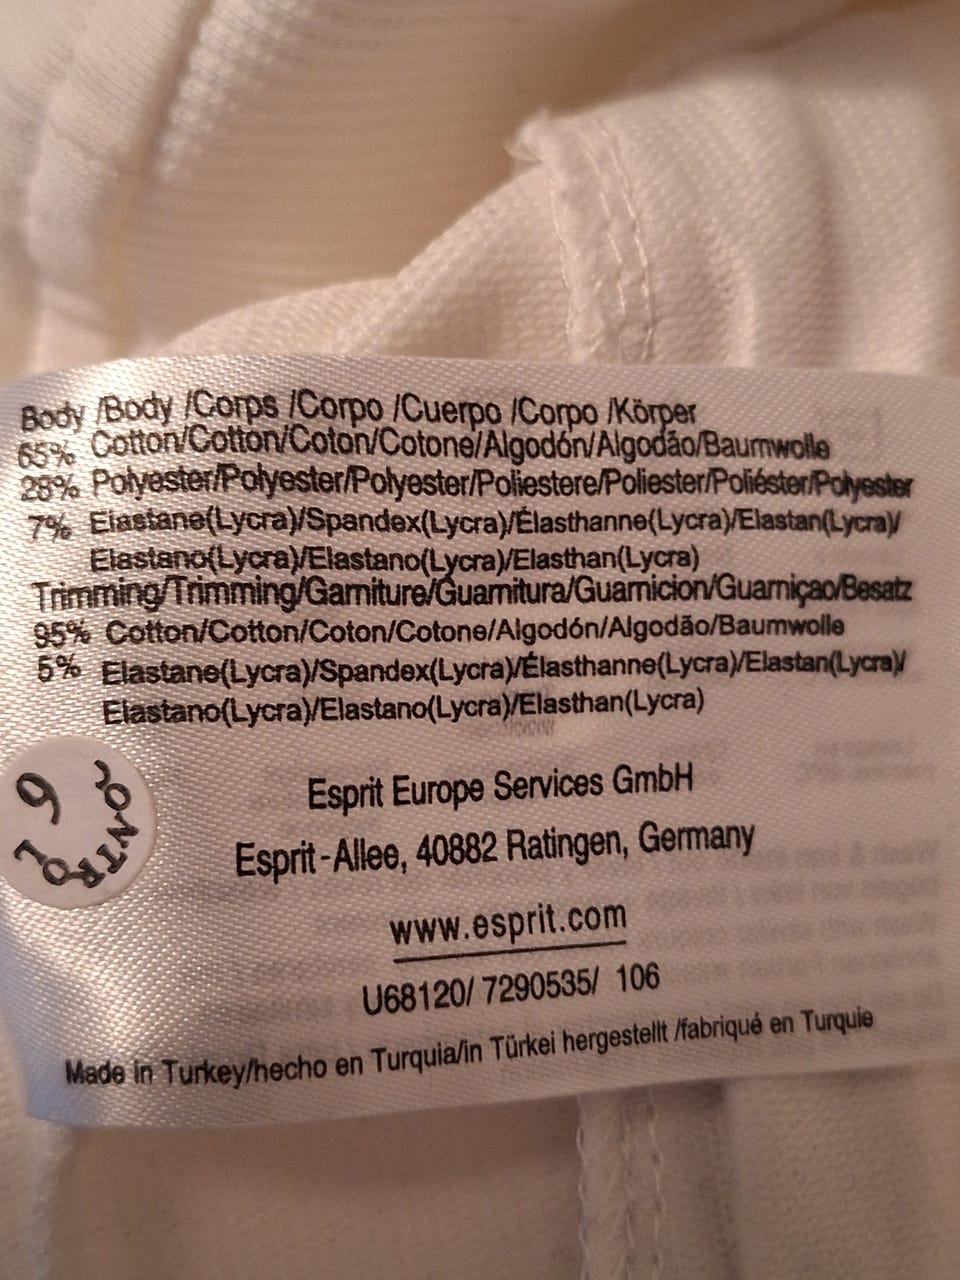 Body /Body /Corps /Corpo /Cuerpo /Corpo /Körper
65% Cotton/Cotton/Coton/Cotone/Algodón/Algodão/Baumwolle
28% Polyester/Polyester/Polyester/Poliestere/Poliester/Poliéster/Polyester
7% Elastane(Lycra)/Spandex(Lycra)/Élasthanne(Lycra)/Elastan(Lycra)/
Elastano(Lycra)/Elastano(Lycra)/Elasthan(Lycra)
Trimming/Trimming/Garniture/Guarnitura/Guarnicion/Guarniçao/Besatz
95% Cotton/Cotton/Coton/Cotone/Algodón/Algodão/Baumwolle
5% Elastane(Lycra)/Spandex(Lycra)/Élasthanne(Lycra)/Elastan(Lycra)/
Elastano(Lycra)/Elastano(Lycra)/Elasthan(Lycra)
Esprit Europe Services GmbH
Esprit-Allee, 40882 Ratingen, Germany
www.esprit.com
U68120/ 7290535/ 106
Made in Turkey/hecho en Turquia/in Türkei hergestellt /fabriqué en Turquie
CONTROL